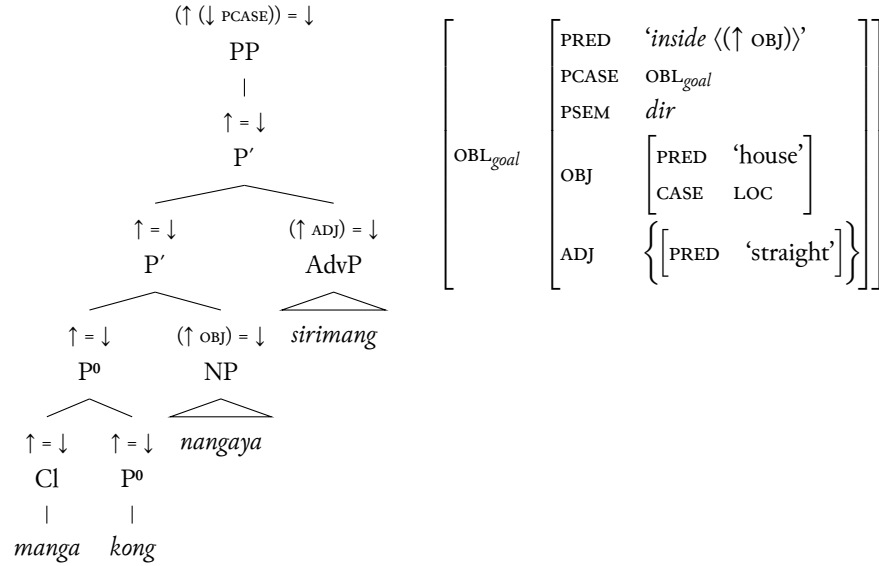 (↑ (↓ PCASE)) = ↓
PP
↑ = ↓
P′
↑ = ↓ (↑ ADJ) = ↓
P′ AdvP
↑ = ↓ (↑ OBJ) = ↓ sirimang
P⁰ NP
↑ = ↓ ↑ = ↓ nangaya
Cl P⁰
manga kong
PRED ‘inside ⟨(↑ OBJ)⟩’
PCASE OBLgoal
PSEM dir
OBLgoal
OBJ
PRED ‘house’
CASE LOC
ADJ {[PRED ‘straight’]}